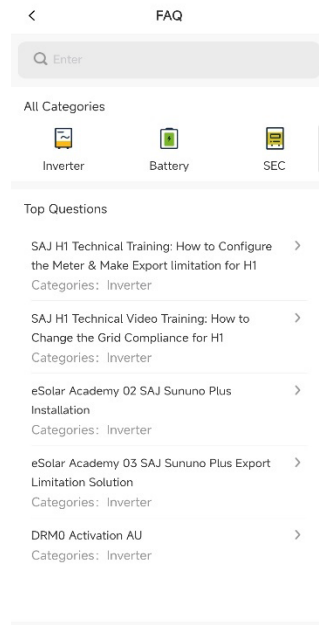 FAQ
Enter
All Categories
Inverter Battery SEC
Top Questions
SAJ H1 Technical Training: How to Configure
the Meter & Make Export limitation for H1
Categories: Inverter
SAJ H1 Technical Video Training: How to
Change the Grid Compliance for H1
Categories: Inverter
eSolar Academy 02 SAJ Sununo Plus
Installation
Categories: Inverter
eSolar Academy 03 SAJ Sununo Plus Export
Limitation Solution
Categories: Inverter
DRM0 Activation AU
Categories: Inverter